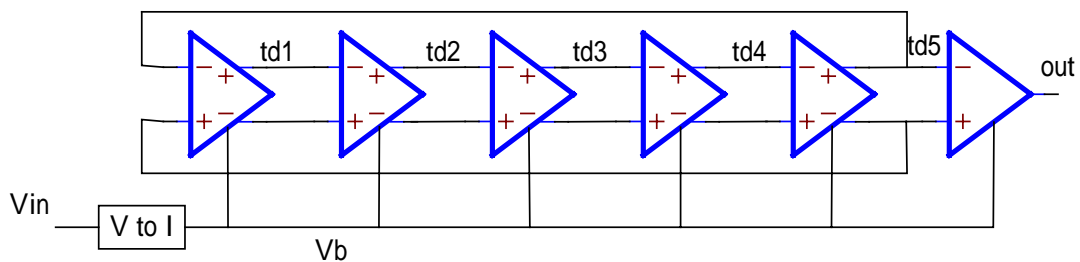 td1 td2 td3 td4 td5
− + − + − + − + − + −
out
+ − + − + − + − + − +
Vin
V to I
Vb